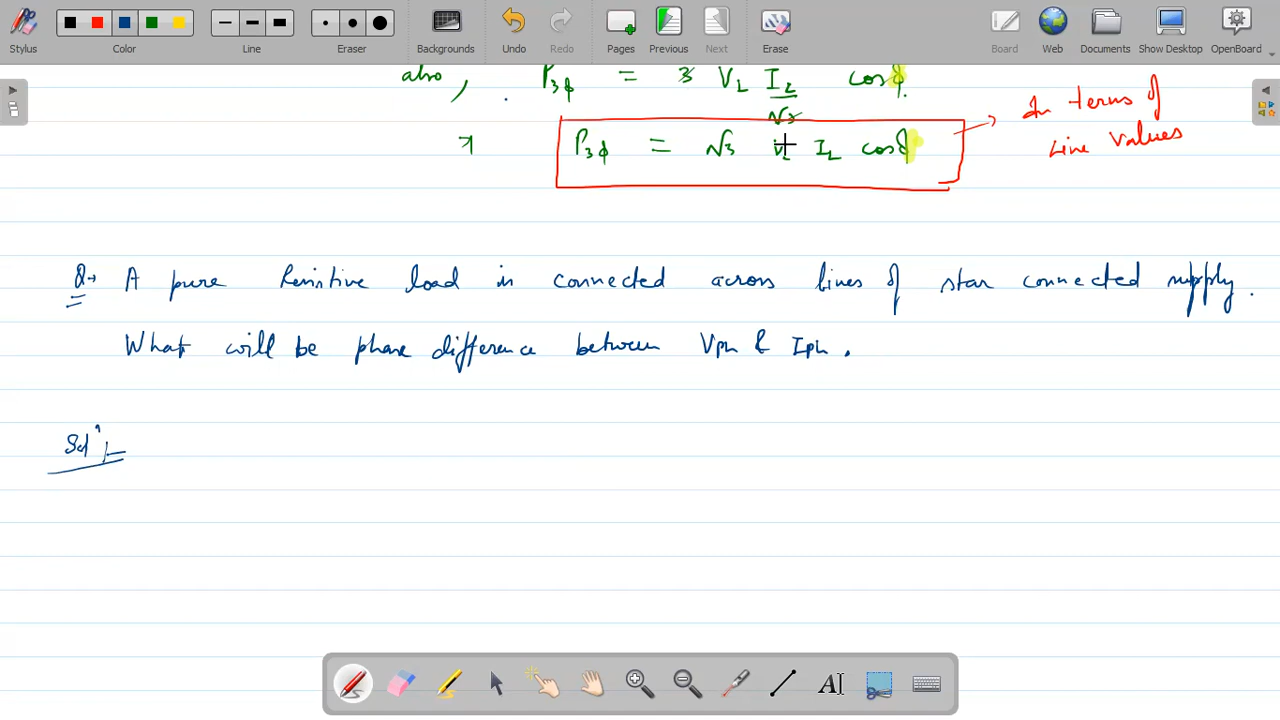 Stylus Color Line Eraser Backgrounds Undo Redo Pages Previous Next Erase Board Web Documents Show Desktop OpenBoard
also, P3φ = 3 VL IL/√3 cosφ.
P3φ = √3 VL IL cosφ
In terms of
Line Values
Q→ A pure Resistive load is connected across lines of star connected supply.
What will be phase difference between Vph & Iph.
Solⁿ:-